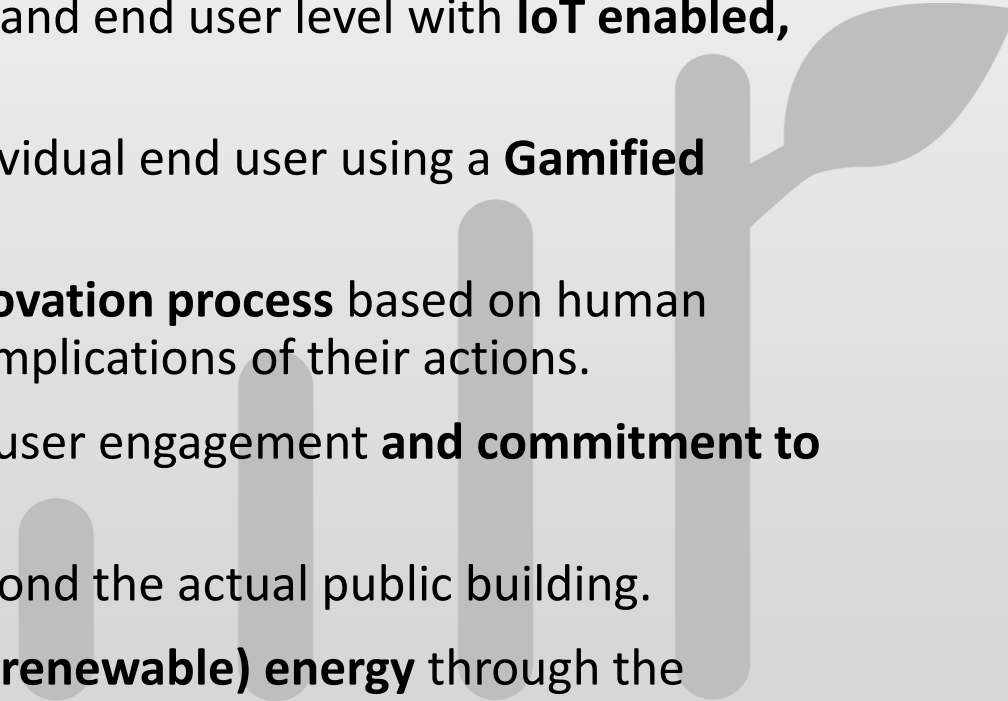 and end user level with IoT enabled,
vidual end user using a Gamified
ovation process based on human
mplications of their actions.
user engagement and commitment to
ond the actual public building.
renewable) energy through the